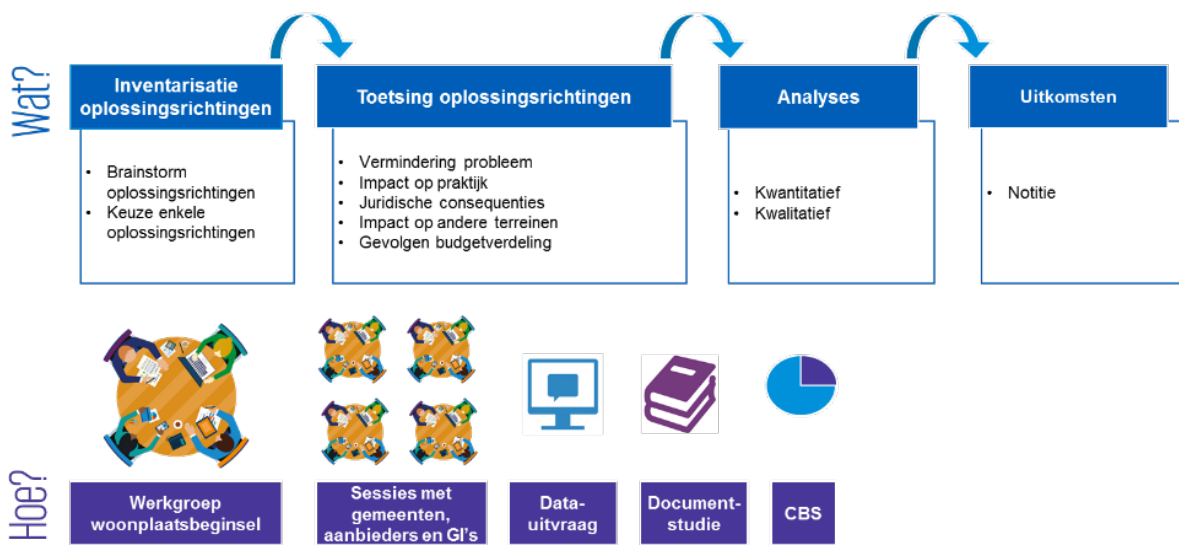 Wat?
Inventarisatie
oplossingsrichtingen
• Brainstorm
oplossingsrichtingen
• Keuze enkele
oplossingsrichtingen
Toetsing oplossingsrichtingen
• Vermindering probleem
• Impact op praktijk
• Juridische consequenties
• Impact op andere terreinen
• Gevolgen budgetverdeling
Analyses
• Kwantitatief
• Kwalitatief
Uitkomsten
• Notitie
Hoe?
Werkgroep
woonplaatsbeginsel
Sessies met
gemeenten,
aanbieders en GI's
Data-
uitvraag
Document-
studie
CBS